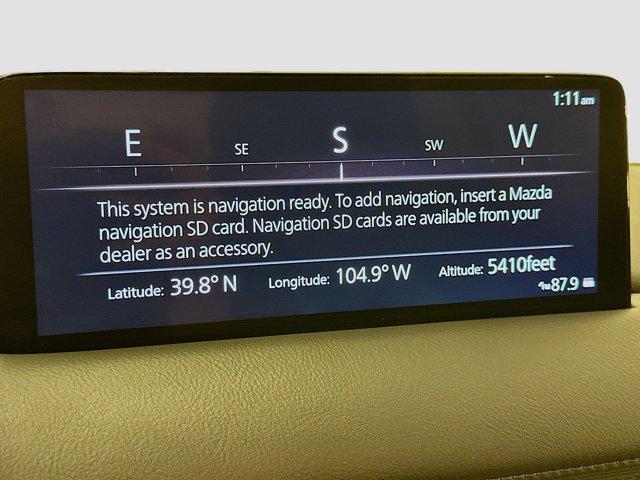 1:11am
E SE S SW W
This system is navigation ready. To add navigation, insert a Mazda
navigation SD card. Navigation SD cards are available from your
dealer as an accessory.
Latitude: 39.8° N Longitude: 104.9° W Altitude: 5410feet
FM 87.9